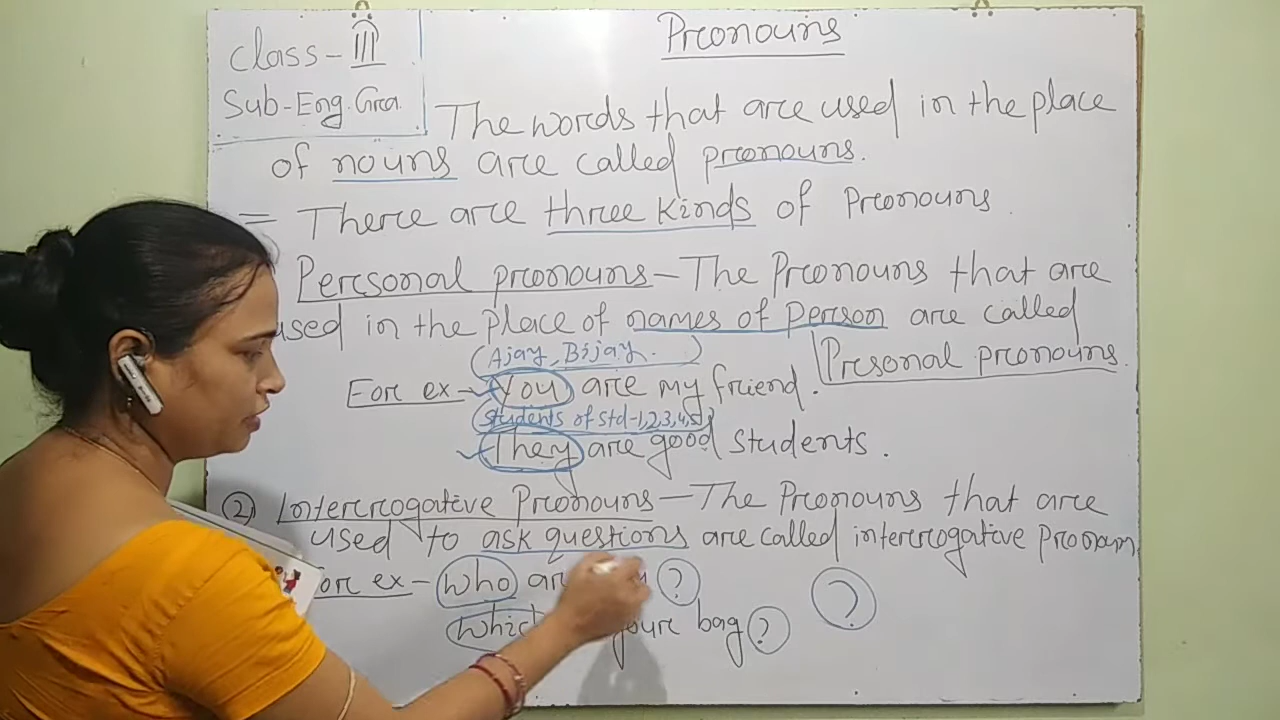 Class - III
Sub-Eng. Gra.
Pronouns
The words that are used in the place
of nouns are called pronouns.
= There are three kinds of Pronouns
Personal pronouns - The Pronouns that are
used in the place of names of person are called
Presonal pronouns.
(Ajay, Bijay. )
For ex - You are my friend.
(students of std-1,2,3,4,5)
They are good students.
(2) Interrogative Pronouns - The Pronouns that are
used to ask questions are called interrogative Pronoun
For ex - Who are ? ?
your bag ?